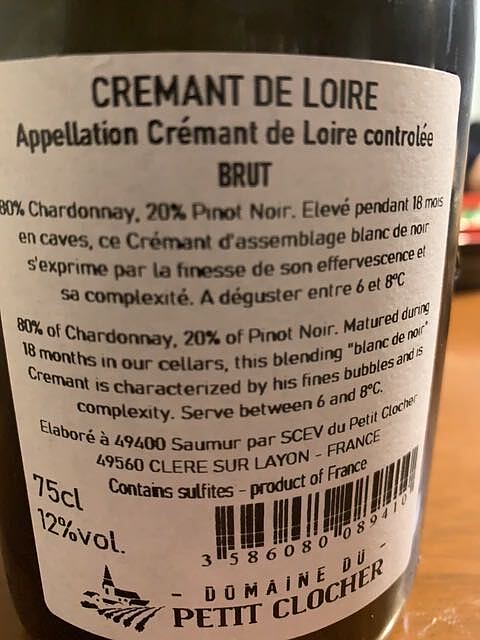 CREMANT DE LOIRE
Appellation Crémant de Loire controlée
BRUT
80% Chardonnay, 20% Pinot Noir. Elevé pendant 18 mois
en caves, ce Crémant d'assemblage blanc de noir
s'exprime par la finesse de son effervescence et
sa complexité. A déguster entre 6 et 8°C
80% of Chardonnay, 20% of Pinot Noir. Matured during
18 months in our cellars, this blending "blanc de noir"
Cremant is characterized by his fines bubbles and is
complexity. Serve between 6 and 8°C.
Elaboré à 49400 Saumur par SCEV du Petit Clocher
49560 CLERE SUR LAYON - FRANCE
Contains sulfites - product of France
75cl
12%vol.
3 586080 089410
- DOMAINE DU -
PETIT CLOCHER